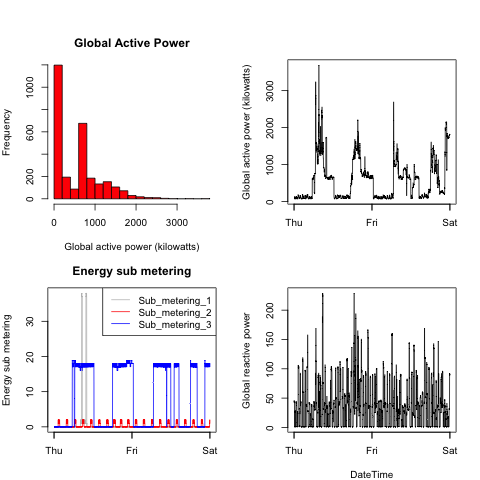 Global Active Power
Frequency
0
200
600
1000
0
1000
2000
3000
Global active power (kilowatts)
Global active power (kilowatts)
0
1000
2000
3000
Thu
Fri
Sat
Energy sub metering
Energy sub metering
0
10
20
30
Sub_metering_1
Sub_metering_2
Sub_metering_3
Thu
Fri
Sat
Global reactive power
0
50
100
150
200
Thu
Fri
Sat
DateTime